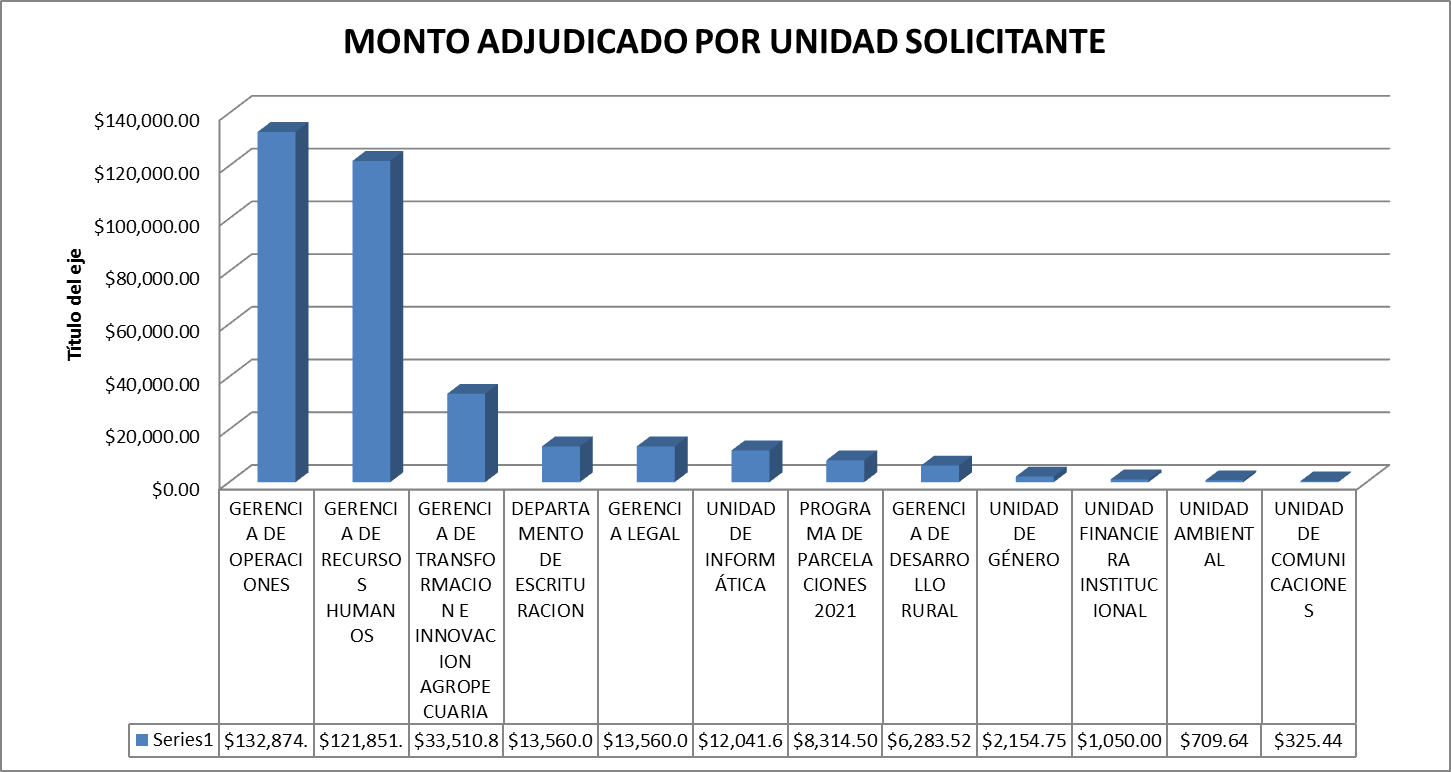 MONTO ADJUDICADO POR UNIDAD SOLICITANTE
Título del eje
$140,000.00
$120,000.00
$100,000.00
$80,000.00
$60,000.00
$40,000.00
$20,000.00
$0.00
GERENCI
A DE
OPERACI
ONES
GERENCI
A DE
RECURSO
S
HUMAN
OS
GERENCI
A DE
TRANSFO
RMACIO
N E
INNOVAC
ION
AGROPE
CUARIA
DEPARTA
MENTO
DE
ESCRITU
RACION
GERENCI
A LEGAL
UNIDAD
DE
INFORM
ÁTICA
PROGRA
MA DE
PARCELA
CIONES
2021
GERENCI
A DE
DESARRO
LLO
RURAL
UNIDAD
DE
GÉNERO
UNIDAD
FINANCIE
RA
INSTITUC
IONAL
UNIDAD
AMBIENT
AL
UNIDAD
DE
COMUNI
CACIONE
S
Series1 $132,874. $121,851. $33,510.8 $13,560.0 $13,560.0 $12,041.6 $8,314.50 $6,283.52 $2,154.75 $1,050.00 $709.64 $325.44